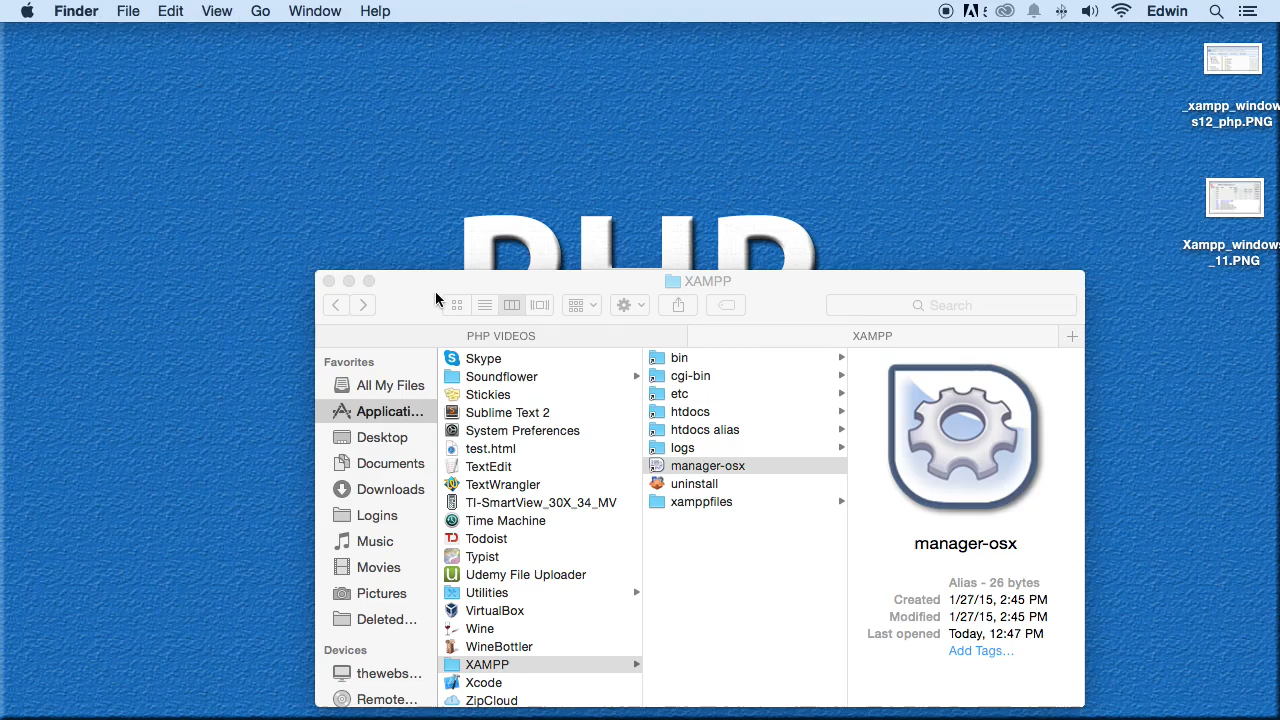 Finder File Edit View Go Window Help Edwin
_xampp_window
s12_php.PNG
Xampp_windows
_11.PNG
PHP
XAMPP
Search
PHP VIDEOS XAMPP
Favorites
All My Files
Applicati...
Desktop
Documents
Downloads
Logins
Music
Movies
Pictures
Deleted...
Devices
thewebs...
Remote...
Skype
Soundflower
Stickies
Sublime Text 2
System Preferences
test.html
TextEdit
TextWrangler
TI-SmartView_30X_34_MV
Time Machine
Todoist
Typist
Udemy File Uploader
Utilities
VirtualBox
Wine
WineBottler
XAMPP
Xcode
ZipCloud
bin
cgi-bin
etc
htdocs
htdocs alias
logs
manager-osx
uninstall
xamppfiles
manager-osx
Alias - 26 bytes
Created 1/27/15, 2:45 PM
Modified 1/27/15, 2:45 PM
Last opened Today, 12:47 PM
Add Tags...